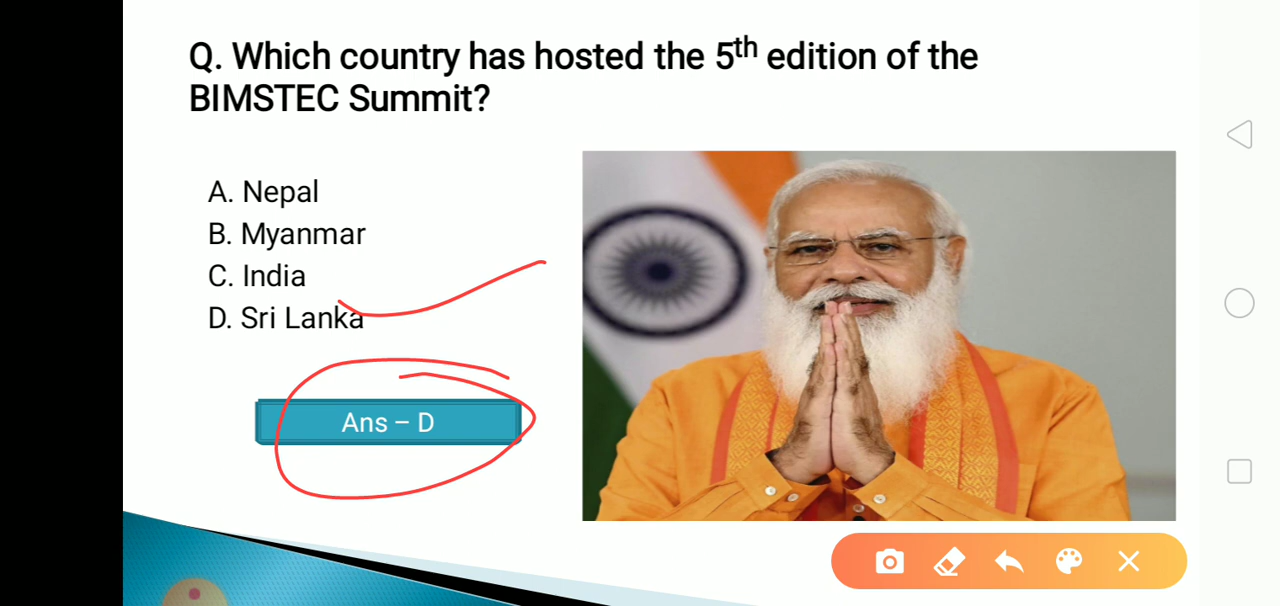 Q. Which country has hosted the 5th edition of the
BIMSTEC Summit?
A. Nepal
B. Myanmar
C. India
D. Sri Lanka
Ans – D